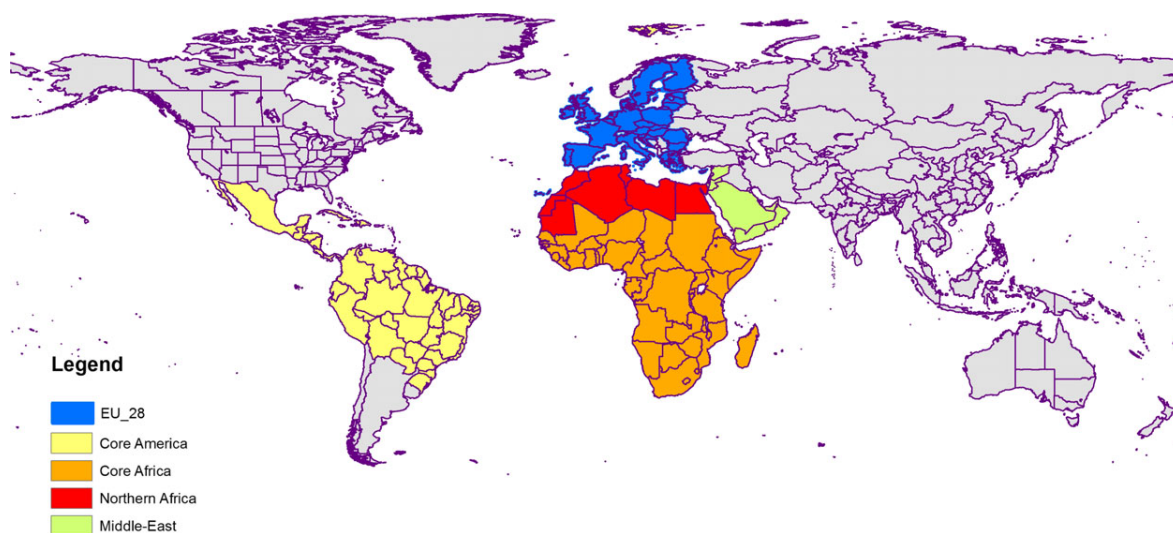 Legend
EU_28
Core America
Core Africa
Northern Africa
Middle-East